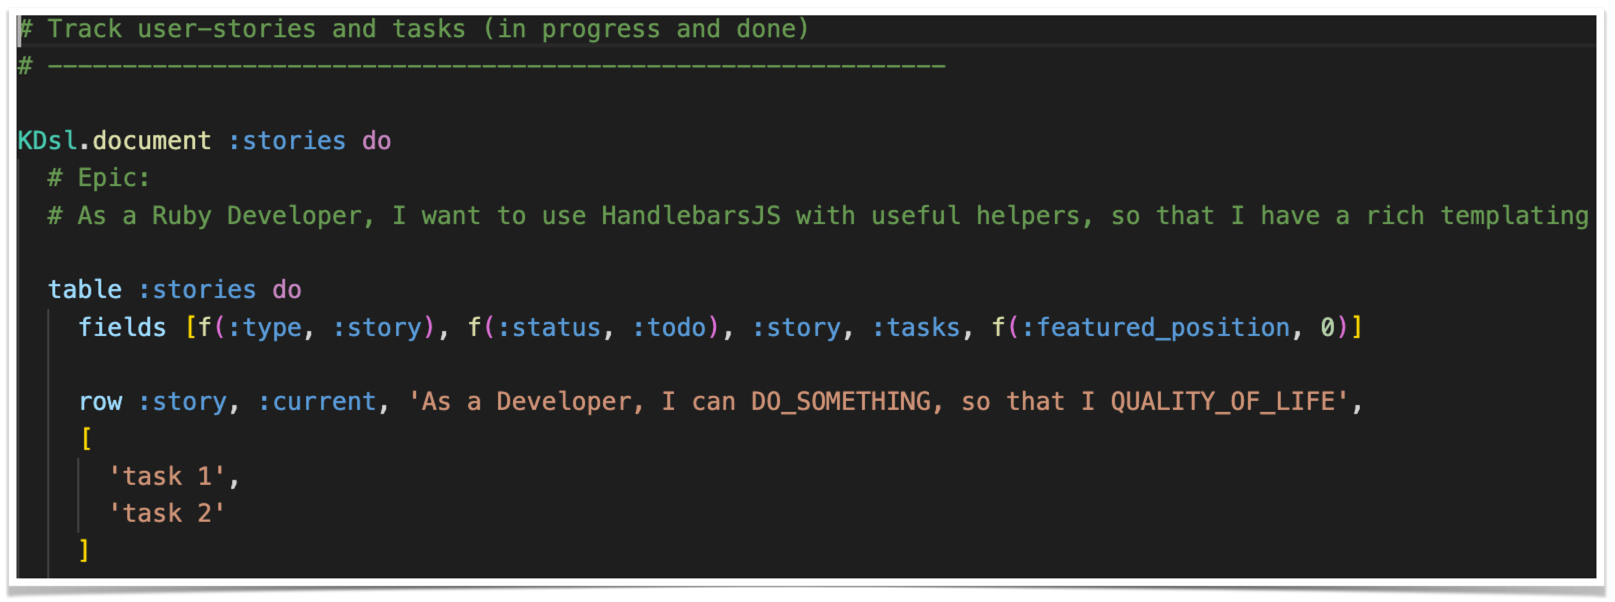 # Track user-stories and tasks (in progress and done)
# ------------------------------------------------------------
KDsl.document :stories do
# Epic:
# As a Ruby Developer, I want to use HandlebarsJS with useful helpers, so that I have a rich templating
table :stories do
fields [f(:type, :story), f(:status, :todo), :story, :tasks, f(:featured_position, 0)]
row :story, :current, 'As a Developer, I can DO_SOMETHING, so that I QUALITY_OF_LIFE',
[
'task 1',
'task 2'
]